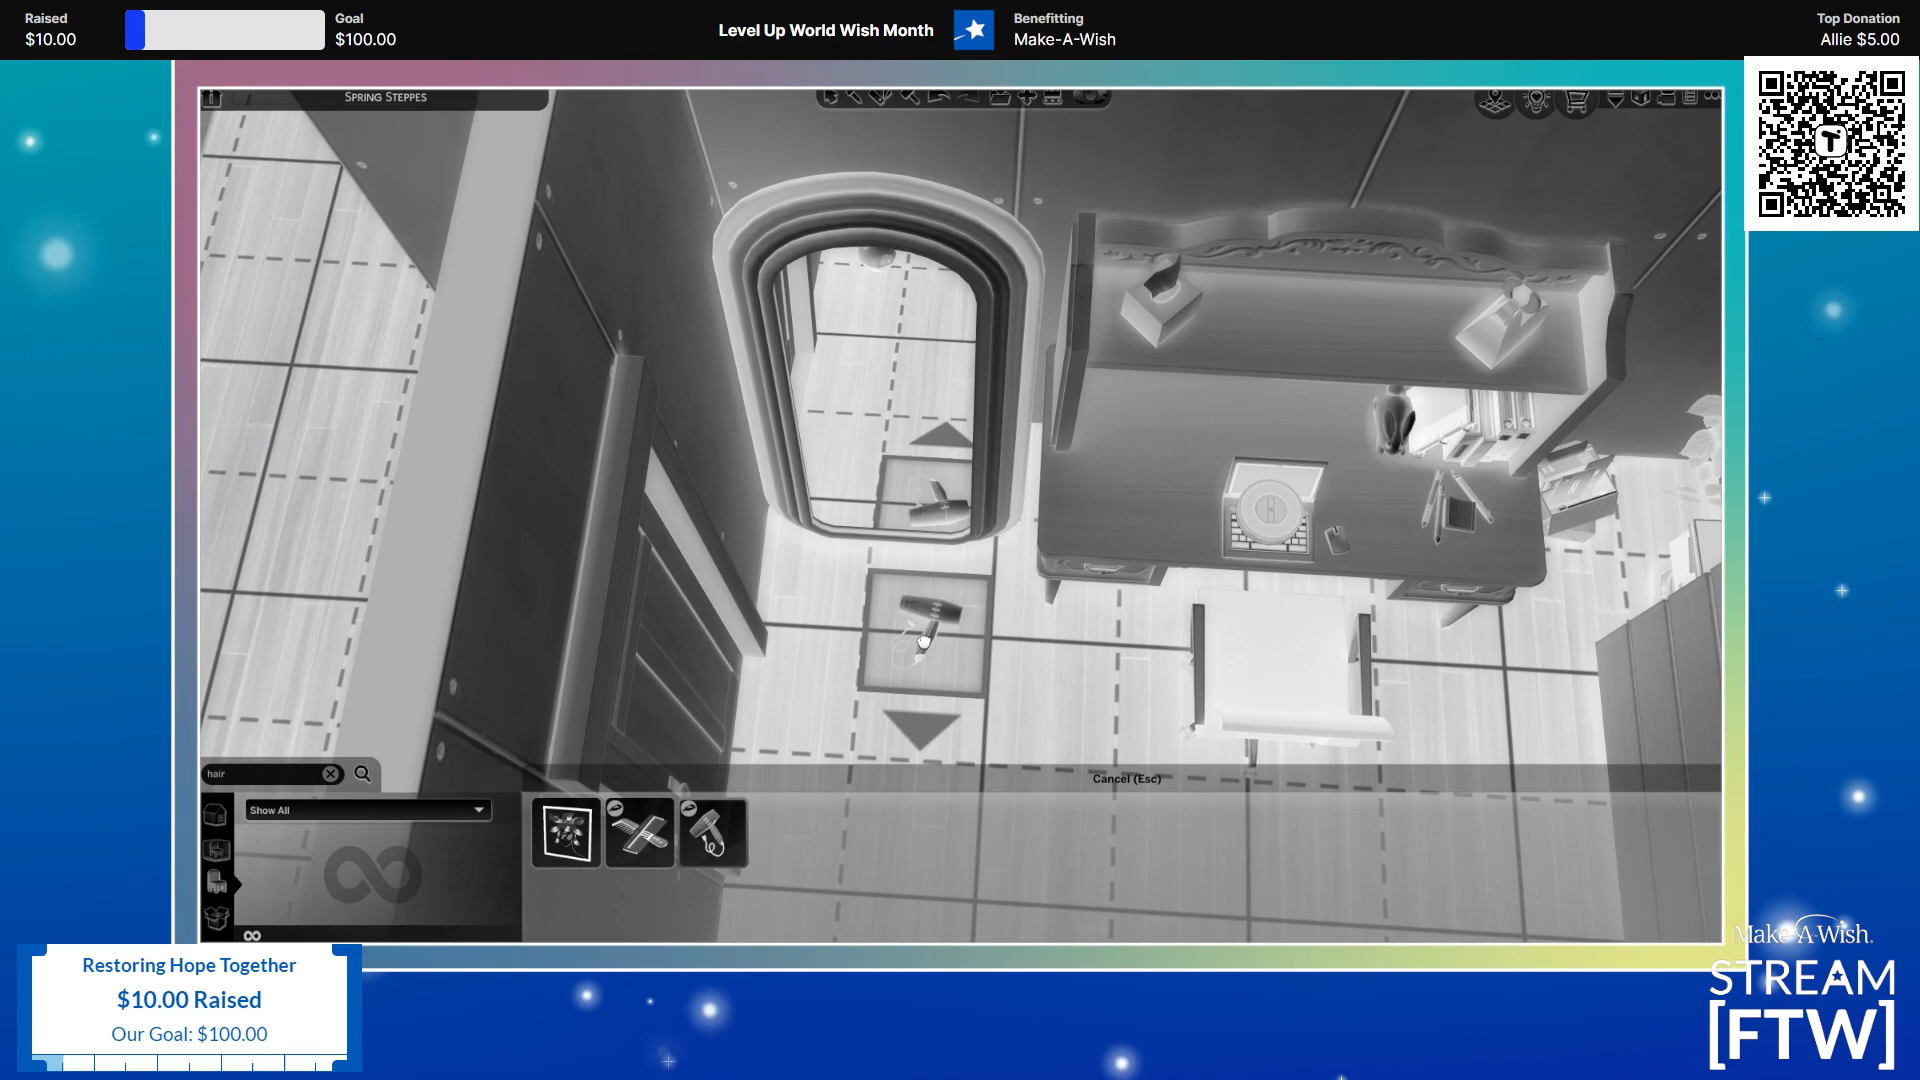 Raised
$10.00
Goal
$100.00
Level Up World Wish Month
Benefitting
Make-A-Wish
Top Donation
Allie $5.00
Spring Steppes
hair
Cancel (Esc)
Show All
Restoring Hope Together
$10.00 Raised
Our Goal: $100.00
Make-A-Wish.
STREAM
[FTW]